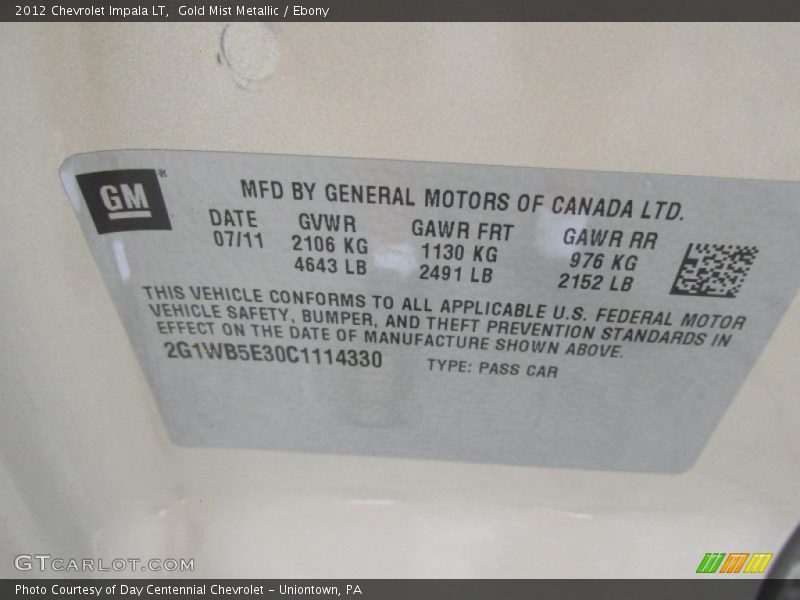 2012 Chevrolet Impala LT, Gold Mist Metallic / Ebony
GM®
MFD BY GENERAL MOTORS OF CANADA LTD.
DATE GVWR GAWR FRT GAWR RR
07/11 2106 KG 1130 KG 976 KG
4643 LB 2491 LB 2152 LB
THIS VEHICLE CONFORMS TO ALL APPLICABLE U.S. FEDERAL MOTOR
VEHICLE SAFETY, BUMPER, AND THEFT PREVENTION STANDARDS IN
EFFECT ON THE DATE OF MANUFACTURE SHOWN ABOVE.
2G1WB5E30C1114330 TYPE: PASS CAR
GTCARLOT.COM
Photo Courtesy of Day Centennial Chevrolet - Uniontown, PA